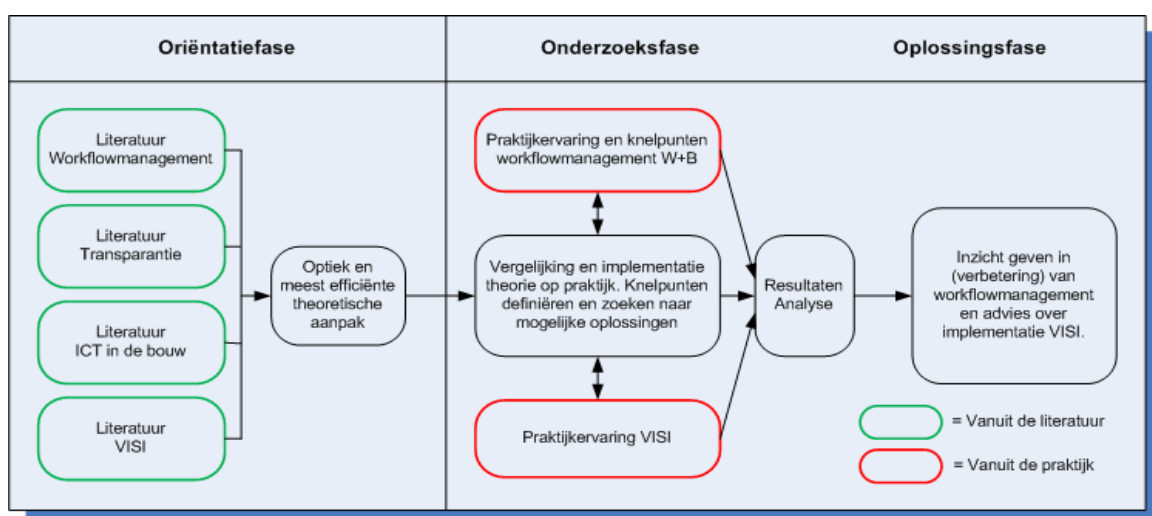 Oriëntatiefase
Onderzoeksfase
Oplossingsfase
Literatuur
Workflowmanagement
Literatuur
Transparantie
Literatuur
ICT in de bouw
Literatuur
VISI
Optiek en
meest efficiënte
theoretische
aanpak
Praktijkervaring en knelpunten
workflowmanagement W+B
Vergelijking en implementatie
theorie op praktijk. Knelpunten
definiëren en zoeken naar
mogelijke oplossingen
Praktijkervaring VISI
Resultaten
Analyse
Inzicht geven in
(verbetering) van
workflowmanagement
en advies over
implementatie VISI.
= Vanuit de literatuur
= Vanuit de praktijk